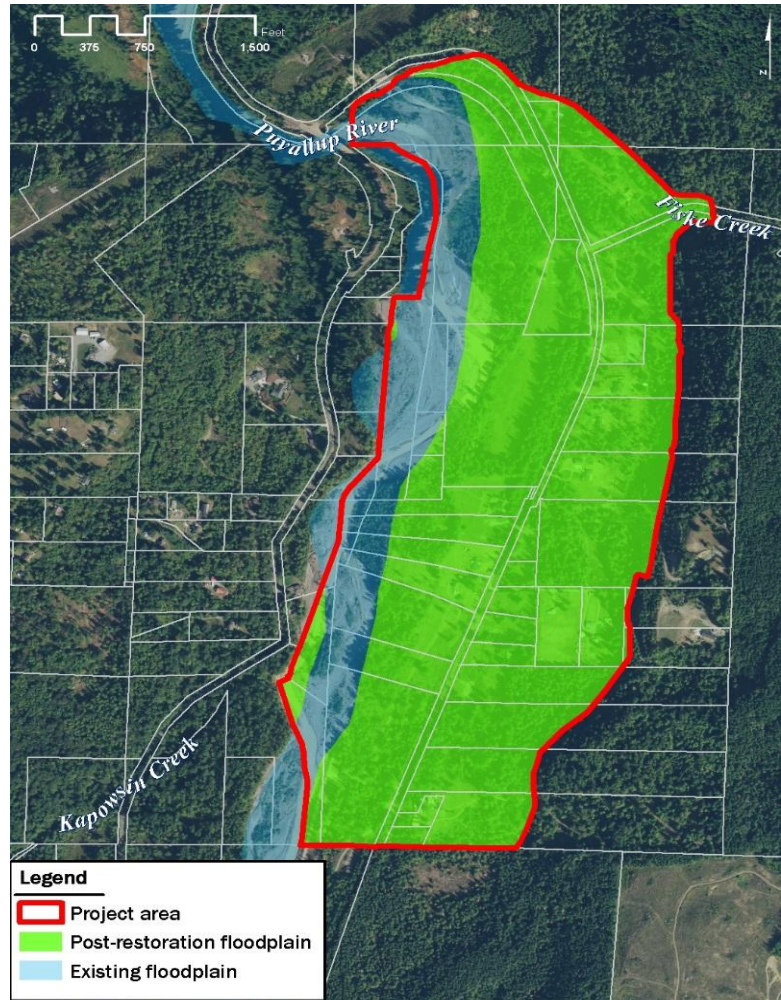 Feet
0 375 750 1,500
N
Puyallup River
Fiske Creek
Kapowsin Creek
Legend
Project area
Post-restoration floodplain
Existing floodplain